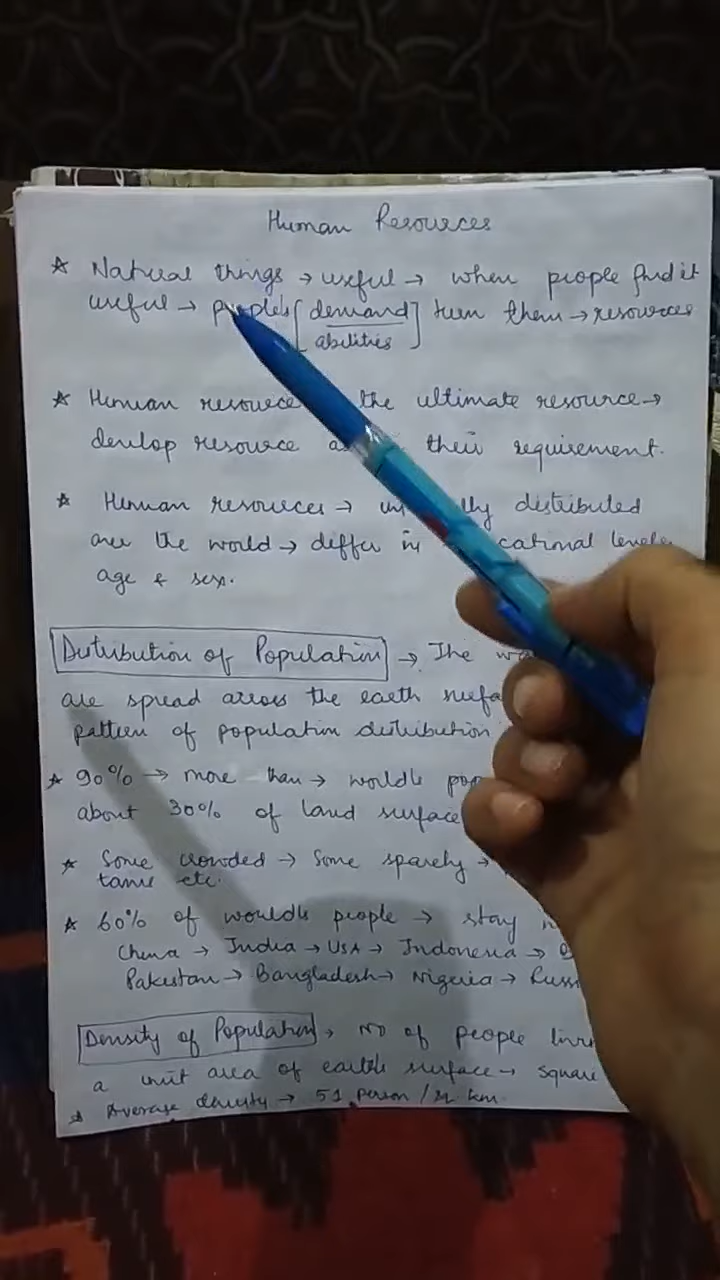 Human Resources
★ Natural things → useful → when people find it
useful → people's [demand / abilities] turn them → resources
★ Human resource the ultimate resource →
devlop resource their requirement.
★ Human resources → distributed
over the world → differ in levels
age & sex.
Distribution of Population → The
are spread across the earth
pattern of population distribution
★ 90% → more than → world's
about 30% of land surface
★ Some crowded → Some sparely →
etc.
★ 60% of world's people → stay
China → India → USA → Indonesia →
Pakistan → Bangladesh → Nigeria →
Density of Population → No of people
a unit area of earth surface → square
★ Average density → 51 person / sq km.